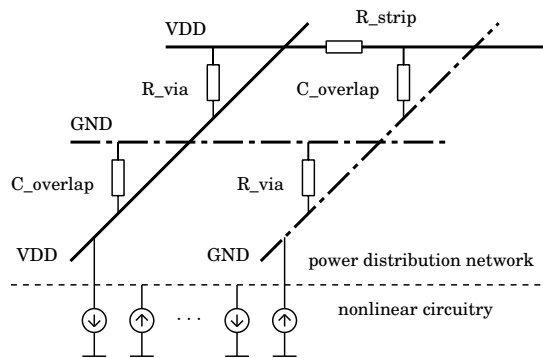 VDD
R_strip
R_via
C_overlap
GND
C_overlap
R_via
VDD
GND
power distribution network
nonlinear circuitry
. . .